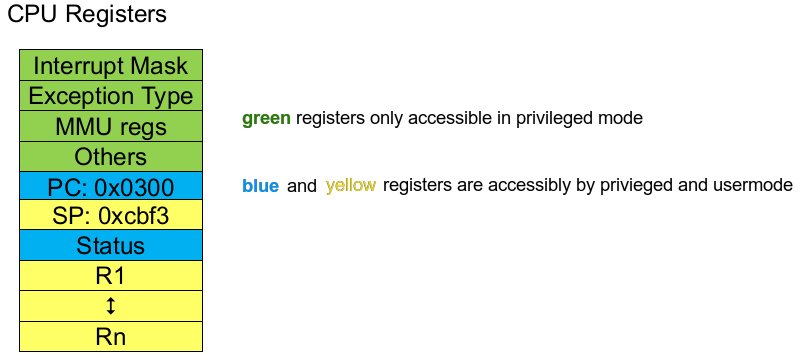 CPU Registers
Interrupt Mask
Exception Type
green registers only accessible in privileged mode
MMU regs
Others
PC: 0x0300
blue and yellow registers are accessibly by privieged and usermode
SP: 0xcbf3
Status
R1
↕
Rn